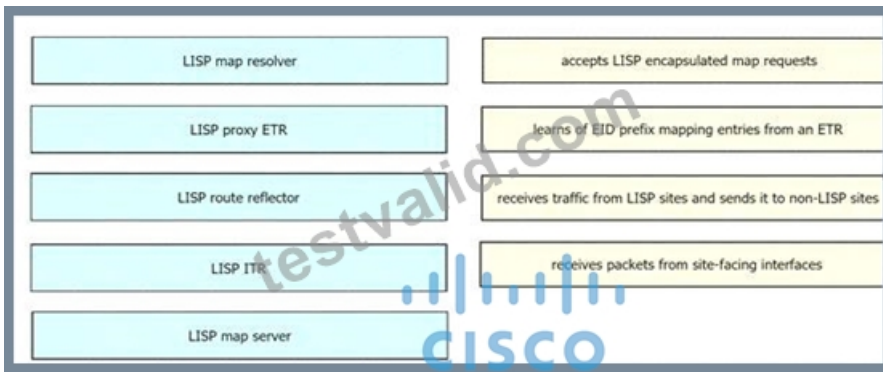 LISP map resolver
accepts LISP encapsulated map requests
LISP proxy ETR
learns of EID prefix mapping entries from an ETR
LISP route reflector
receives traffic from LISP sites and sends it to non-LISP sites
LISP ITR
receives packets from site-facing interfaces
LISP map server
testvalid.com
CISCO